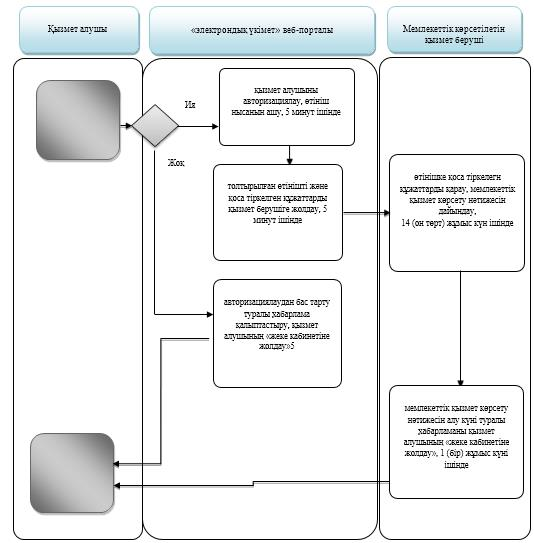 Қызмет алушы
«электрондық үкімет» веб-порталы
Мемлекеттік көрсетілетін
қызмет беруші
қызмет алушыны
авторизациялау, өтініш
нысанын ашу, 5 минут ішінде
Ия
Жоқ
толтырылған өтінішті және
қоса тіркелген құжаттарды
қызмет берушіге жолдау, 5
минут ішінде
өтінішке қоса тіркелеген
құжаттарды қарау, мемлекеттік
қызмет көрсету нәтижесін
дайындау,
14 (он төрт) жұмыс күн ішінде
авторизациялаудан бас тарту
туралы хабарлама
қалыптастыру, қызмет
алушының «жеке кабинетіне
жолдау»5
мемлекеттік қызмет көрсету
нәтижесін алу күні туралы
хабарламаны қызмет
алушының «жеке кабинетіне
жолдау», 1 (бір) жұмыс күні
ішінде